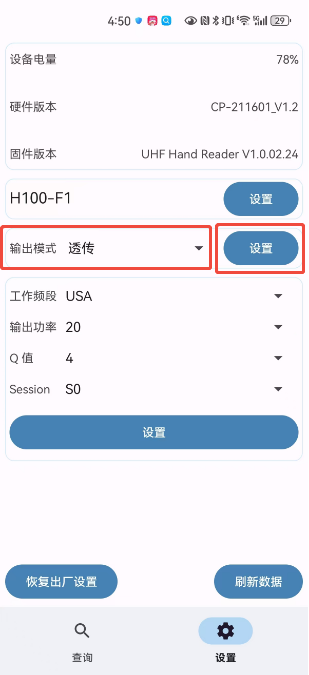 4:50 29
设备电量 78%
硬件版本 CP-211601_V1.2
固件版本 UHF Hand Reader V1.0.02.24
H100-F1 设置
输出模式 透传 设置
工作频段 USA
输出功率 20
Q 值 4
Session S0
设置
恢复出厂设置 刷新数据
查询 设置